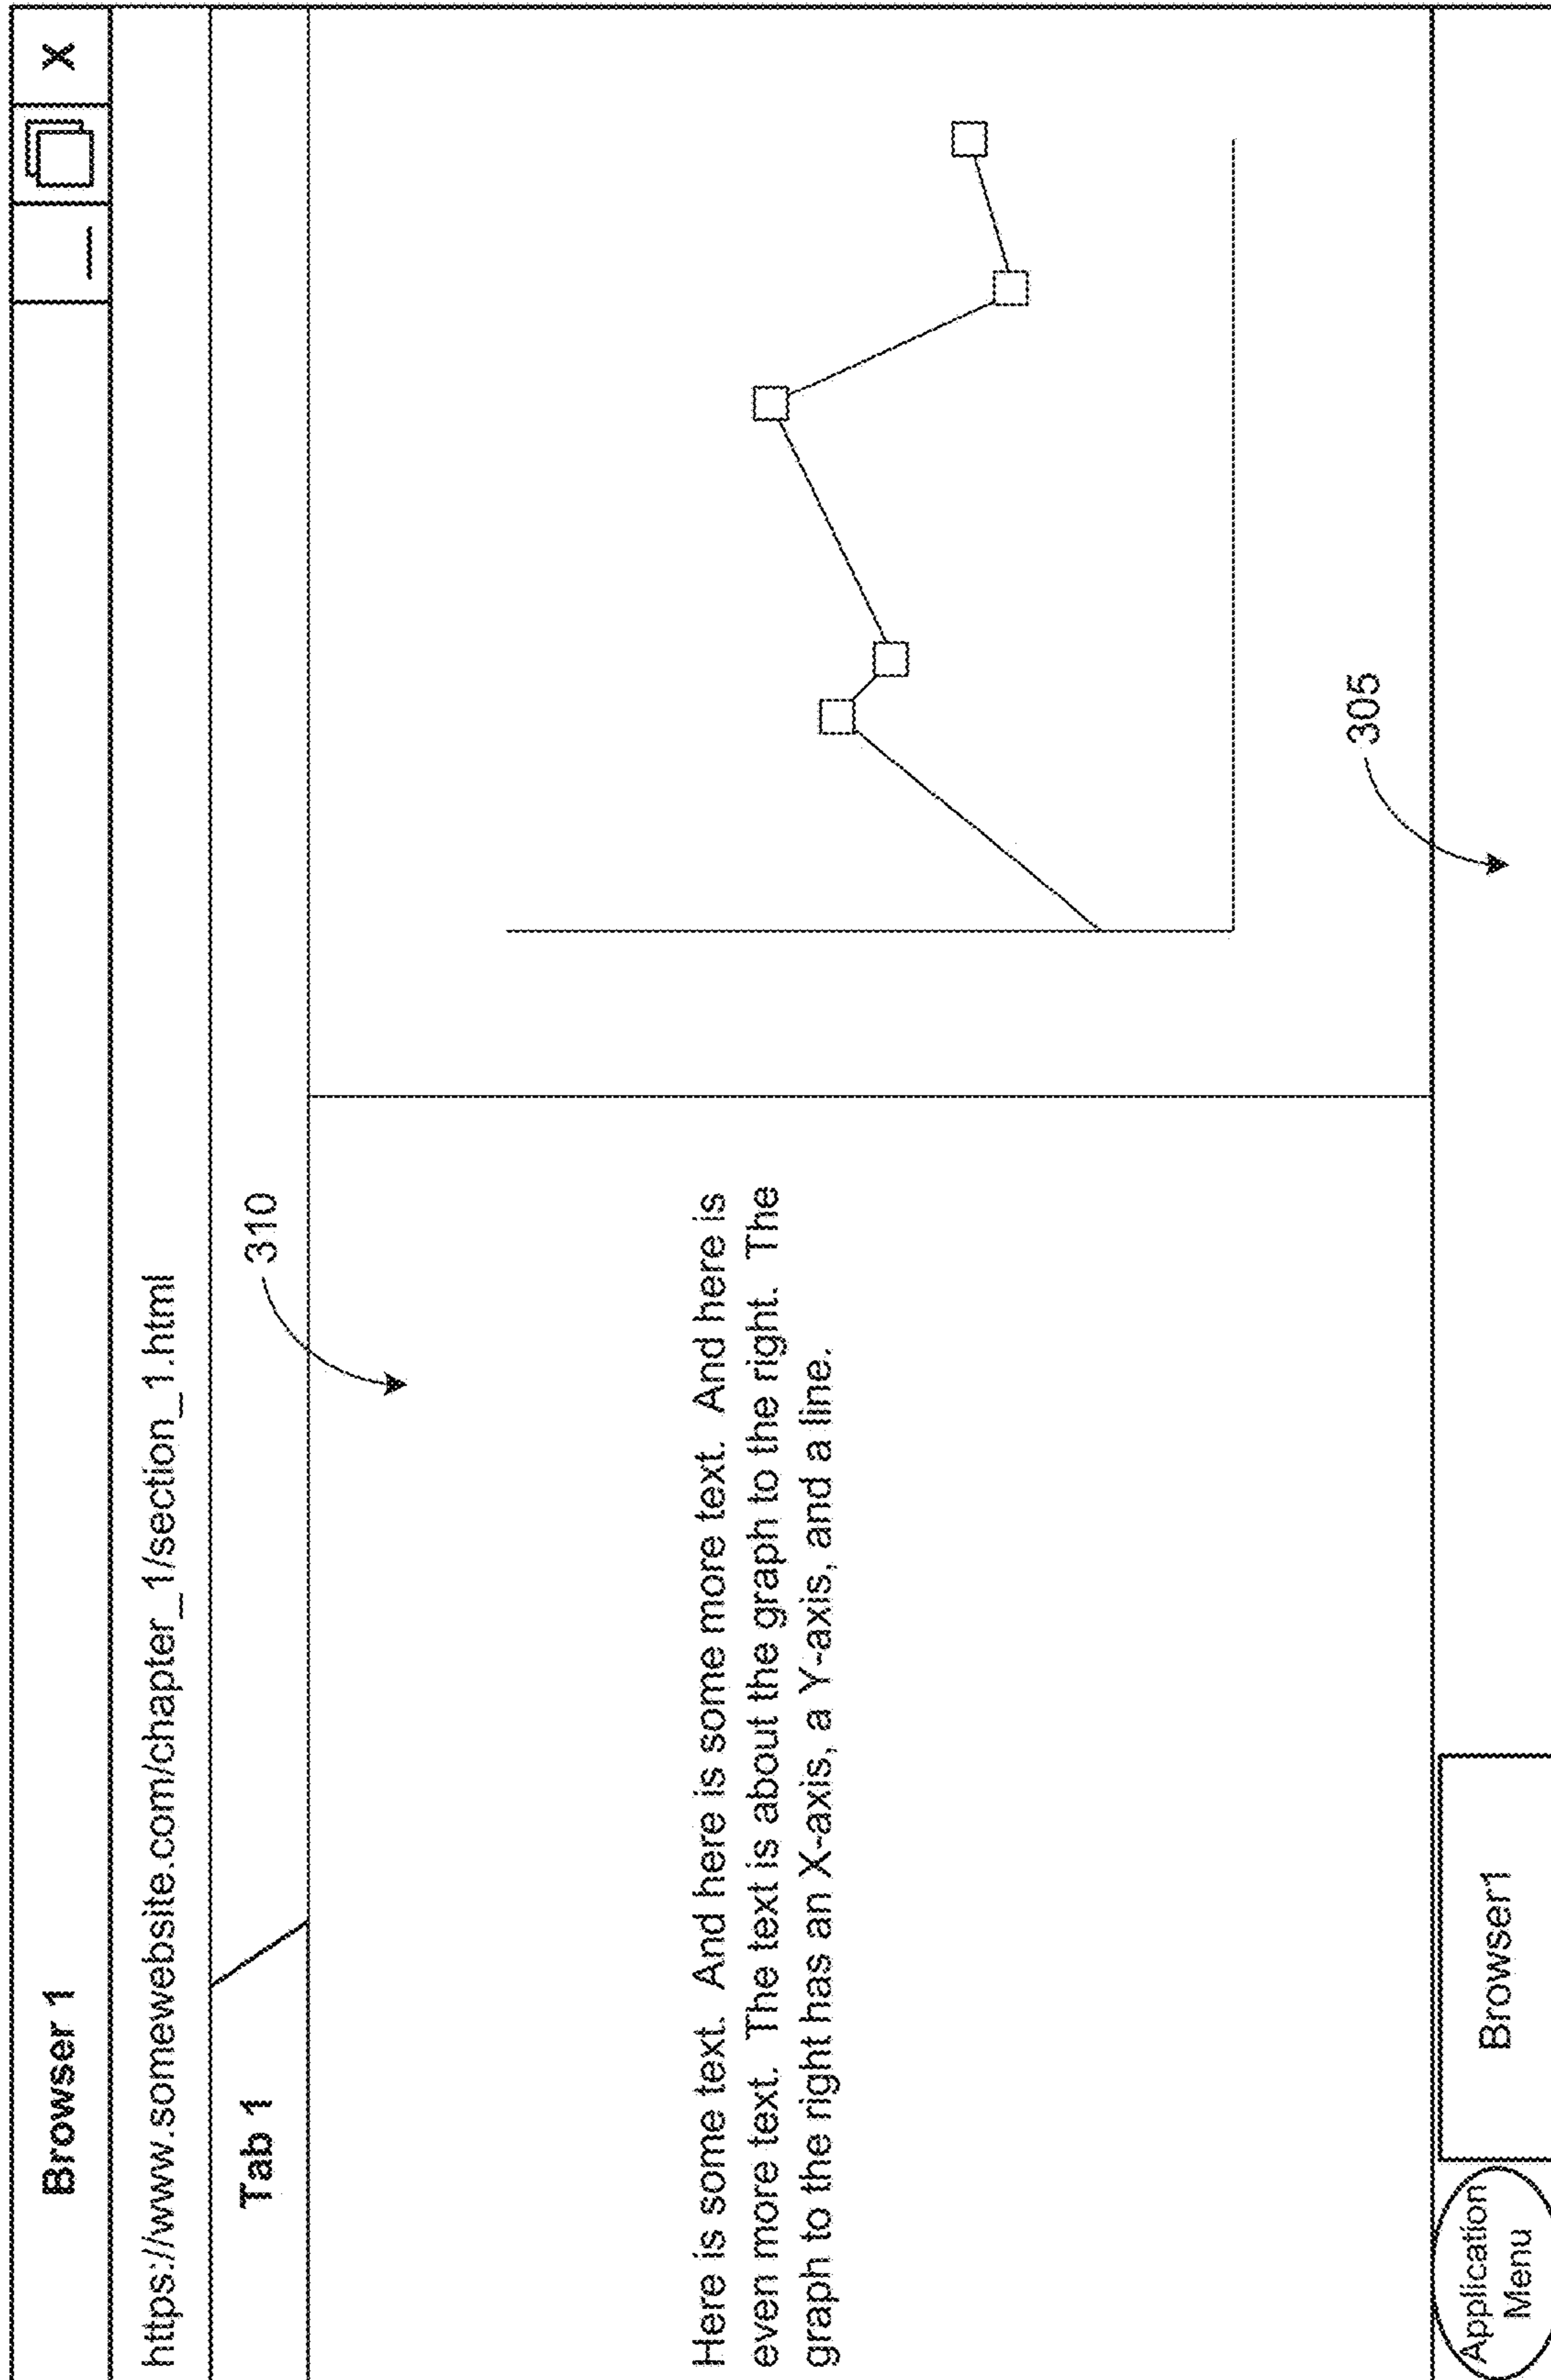 Browser 1
X
https://www.somewebsite.com/chapter_1/section_1.html
Tab 1
310
Here is some text. And here is some more text. And here is
even more text. The text is about the graph to the right. The
graph to the right has an X-axis, a Y-axis, and a line.
305
Application
Menu
Browser1